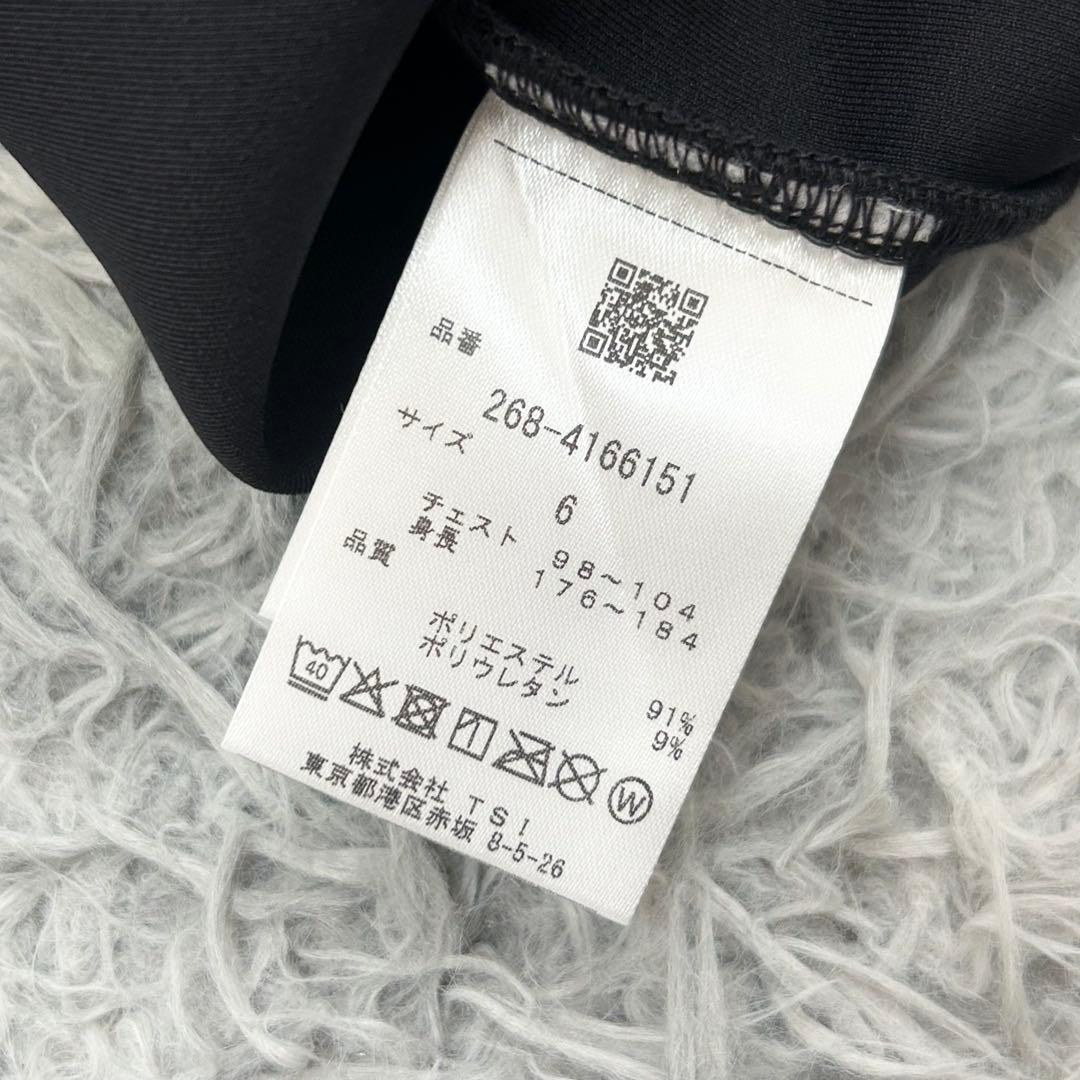 品番
268-4166151
サイズ
6
チェスト 98~104
身長 176~184
品質
ポリエステル 91%
ポリウレタン 9%
40
W
株式会社 TSI
東京都港区赤坂 8-5-26